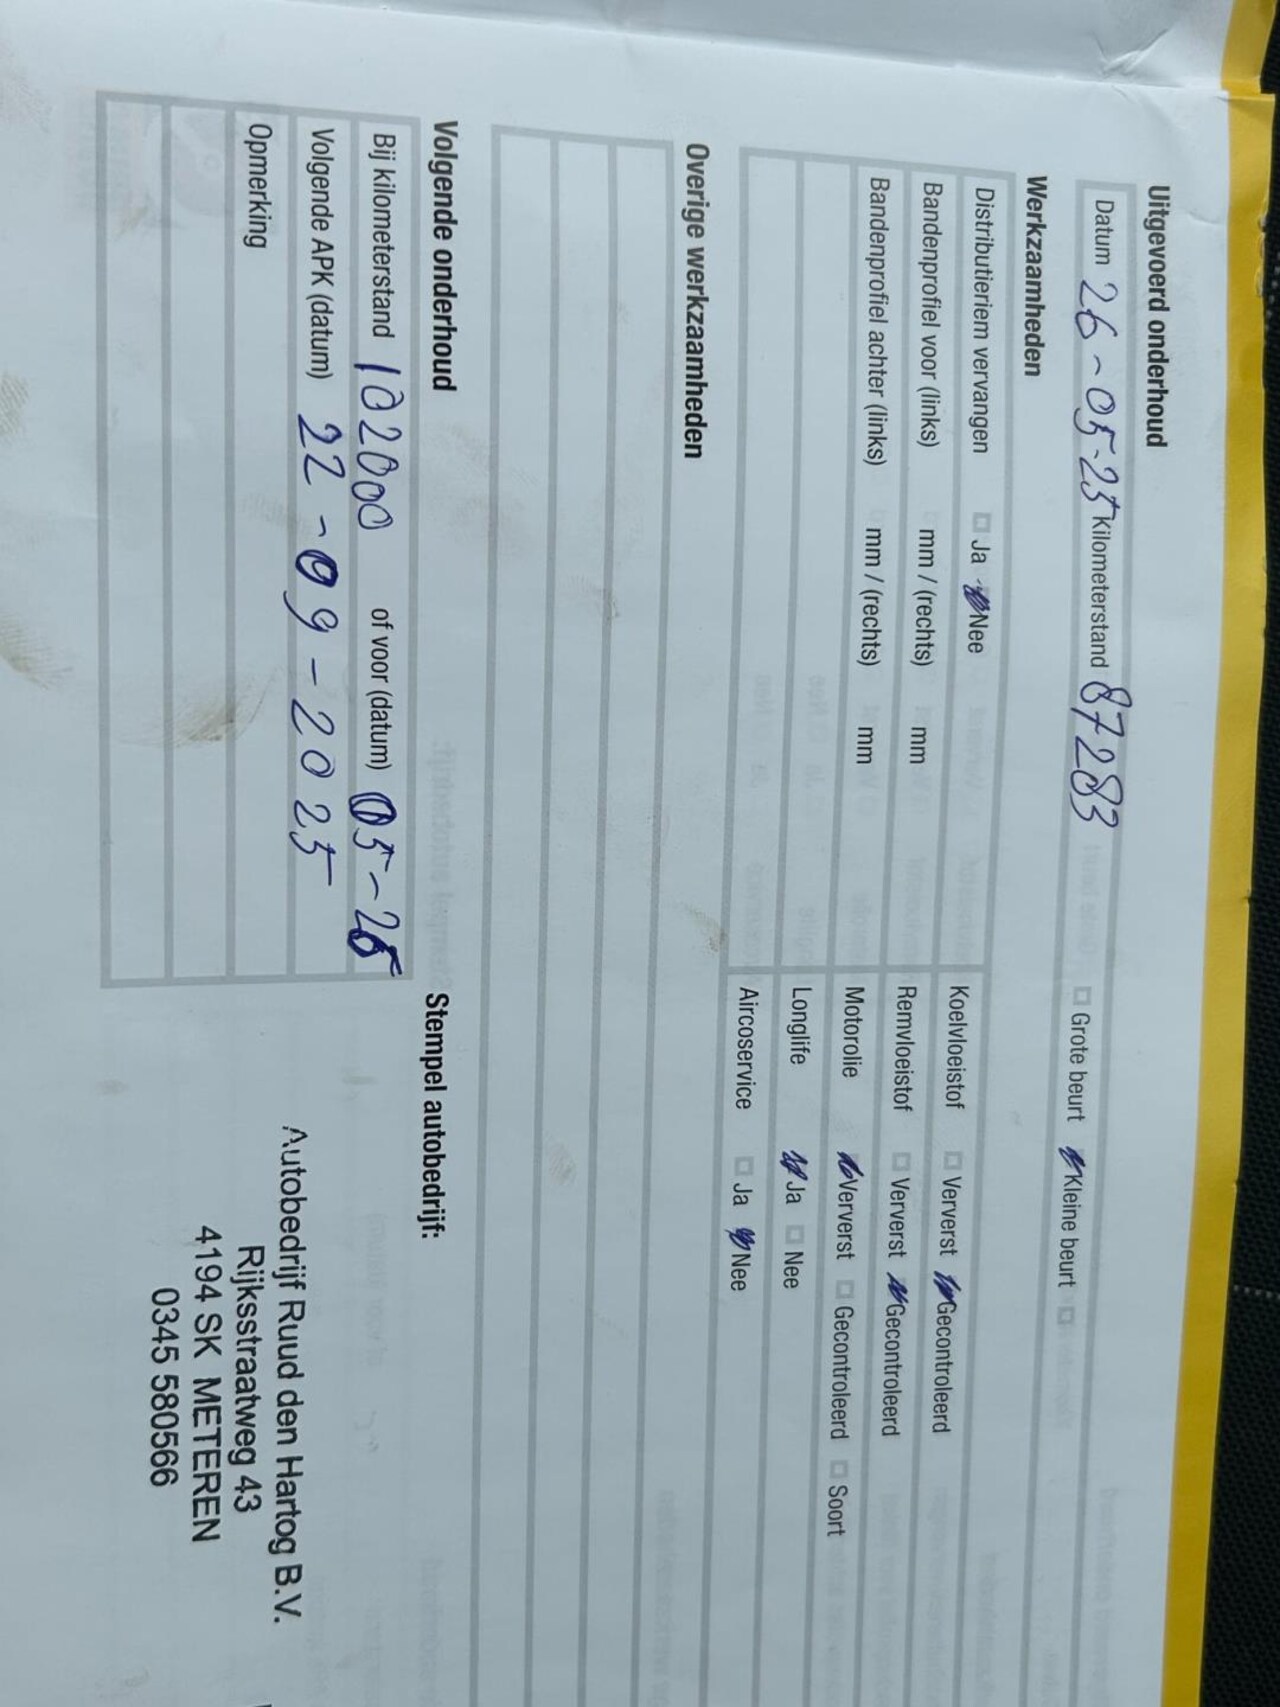 Uitgevoerd onderhoud
Datum 26-05-25 Kilometerstand 87283 Grote beurt Kleine beurt
Werkzaamheden
Distributieriem vervangen Ja Nee Koelvloeistof Ververst Gecontroleerd
Bandenprofiel voor (links) mm / (rechts) mm Remvloeistof Ververst Gecontroleerd
Bandenprofiel achter (links) mm / (rechts) mm Motorolie Ververst Gecontroleerd Soort
Longlife Ja Nee
Aircoservice Ja Nee
Overige werkzaamheden
Volgende onderhoud
Bij kilometerstand 102000 of voor (datum) 05-26
Volgende APK (datum) 22-09-2025
Opmerking
Stempel autobedrijf:
Autobedrijf Ruud den Hartog B.V.
Rijksstraatweg 43
4194 SK METEREN
0345 580566